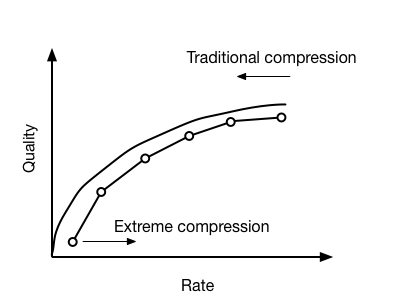 Traditional compression
Quality
Extreme compression
Rate